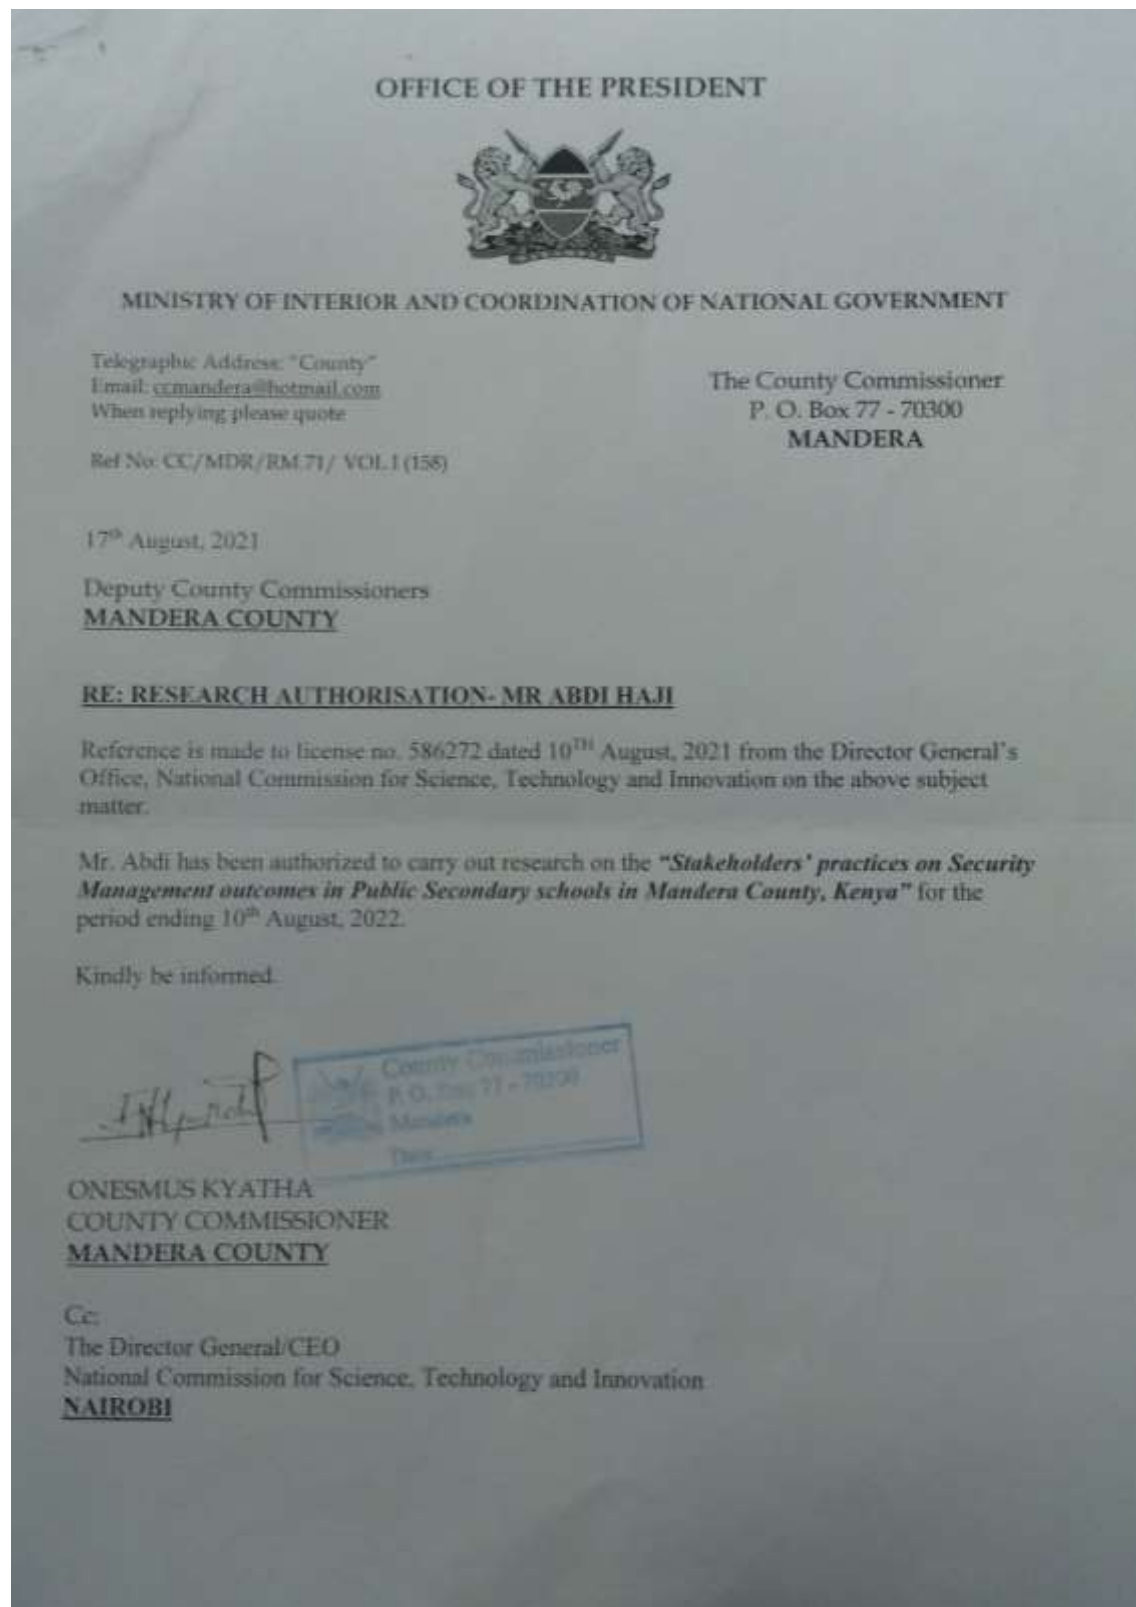 OFFICE OF THE PRESIDENT
MINISTRY OF INTERIOR AND COORDINATION OF NATIONAL GOVERNMENT
Telegraphic Address: "County"
Email: ccmandera@hotmail.com
When replying please quote
Ref No: CC/MDR/RM.71/ VOL.I (158)
The County Commissioner
P. O. Box 77 - 70300
MANDERA
17th August, 2021
Deputy County Commissioners
MANDERA COUNTY
RE: RESEARCH AUTHORISATION- MR ABDI HAJI
Reference is made to license no. 586272 dated 10TH August, 2021 from the Director General's
Office, National Commission for Science, Technology and Innovation on the above subject
matter.
Mr. Abdi has been authorized to carry out research on the "Stakeholders' practices on Security
Management outcomes in Public Secondary schools in Mandera County, Kenya" for the
period ending 10th August, 2022.
Kindly be informed.
County Commissioner
P. O. Box 77 - 70300
Mandera
Date
ONESMUS KYATHA
COUNTY COMMISSIONER
MANDERA COUNTY
Cc:
The Director General/CEO
National Commission for Science, Technology and Innovation
NAIROBI